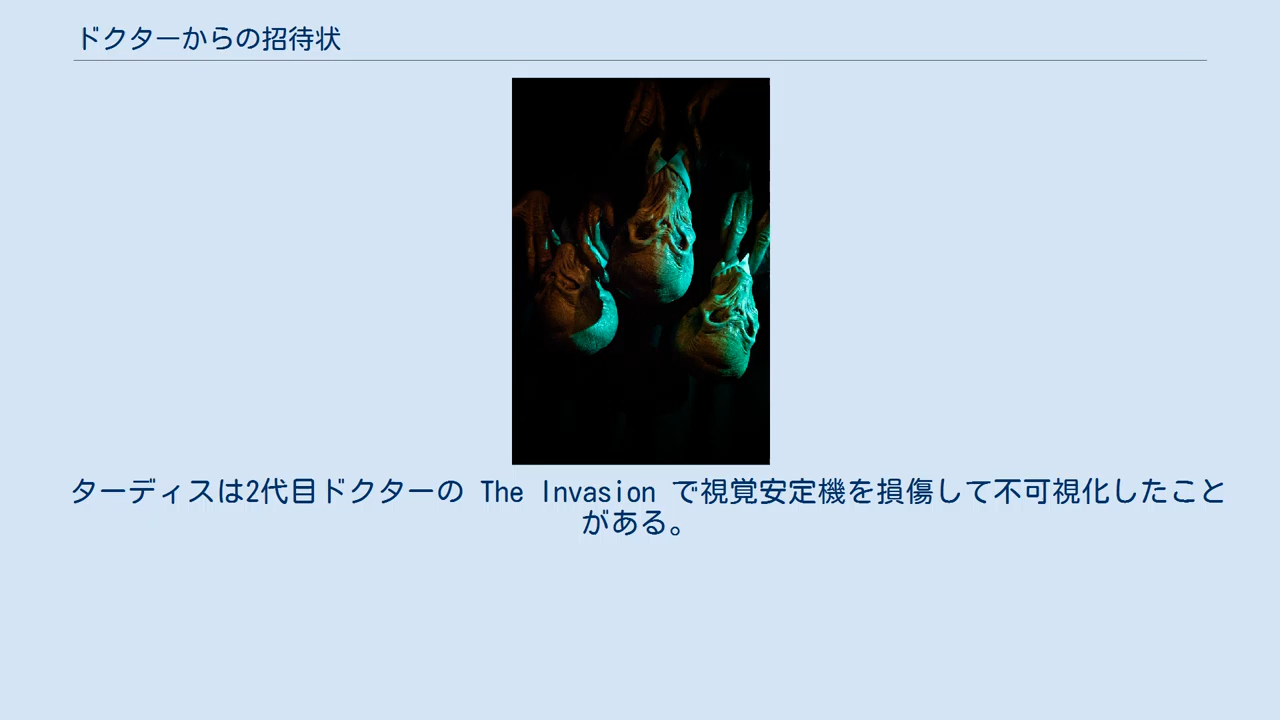 ドクターからの招待状
ターディスは2代目ドクターの The Invasion で視覚安定機を損傷して不可視化したこと
がある。